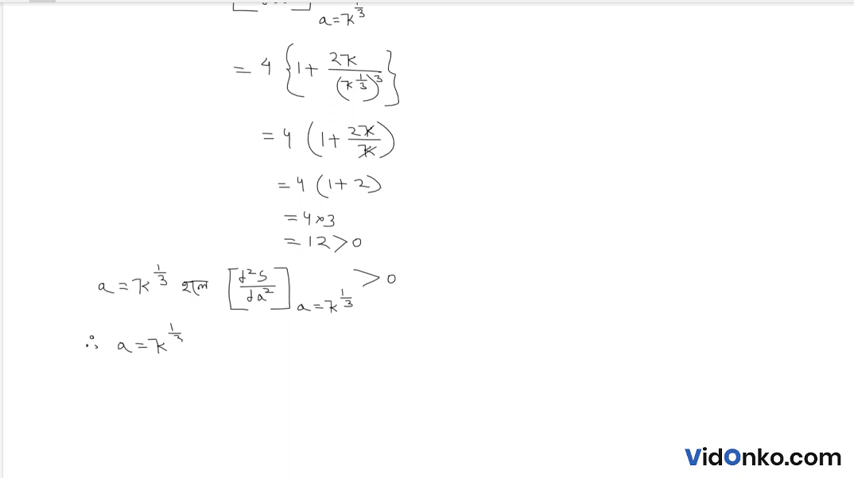 a=k^{1/3}
= 4 {1+ 2k/(k^{1/3})^3}
= 4 (1+ 2k/k)
= 4 (1+2)
= 4×3
= 12 > 0
a=k^{1/3} হলে [d²s/da²] a=k^{1/3} > 0
∴ a=k^{1/3}
VidOnko.com